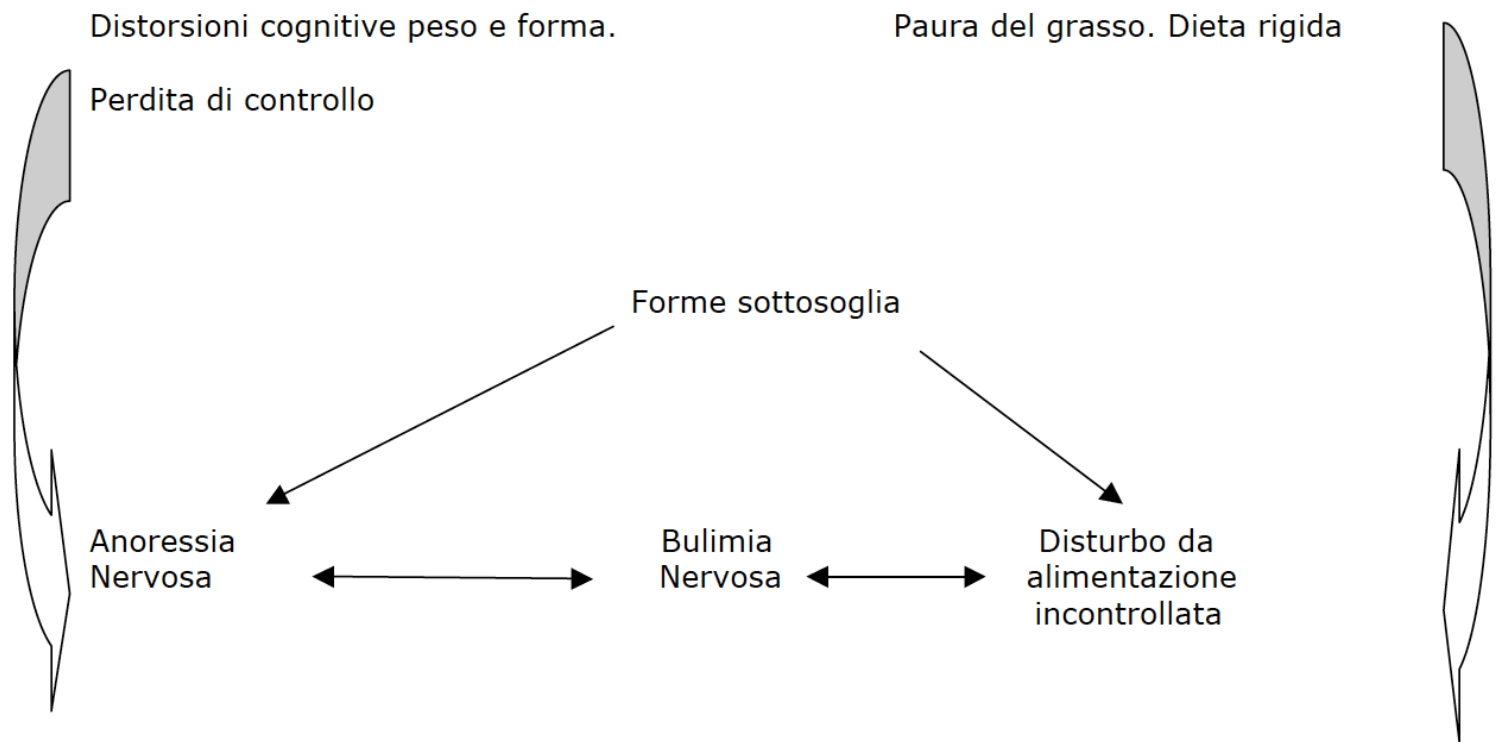 Distorsioni cognitive peso e forma.
Paura del grasso. Dieta rigida
Perdita di controllo
Forme sottosoglia
Anoressia
Nervosa
Bulimia
Nervosa
Disturbo da
alimentazione
incontrollata